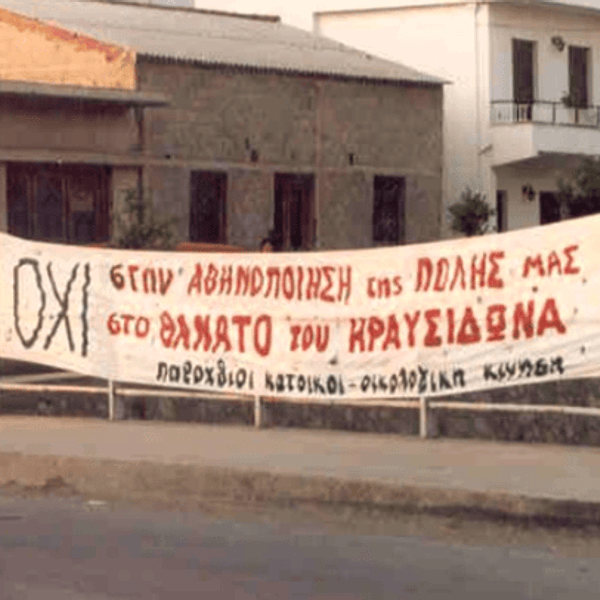 ΟΧΙ
στην ΑΘΗΝΟΠΟΙΗΣΗ της ΠΟΛΗΣ ΜΑΣ
στο ΘΑΝΑΤΟ του ΚΡΑΥΣΙΔΩΝΑ
παροχθιοι κατοικοι - οικολογικη κινηση